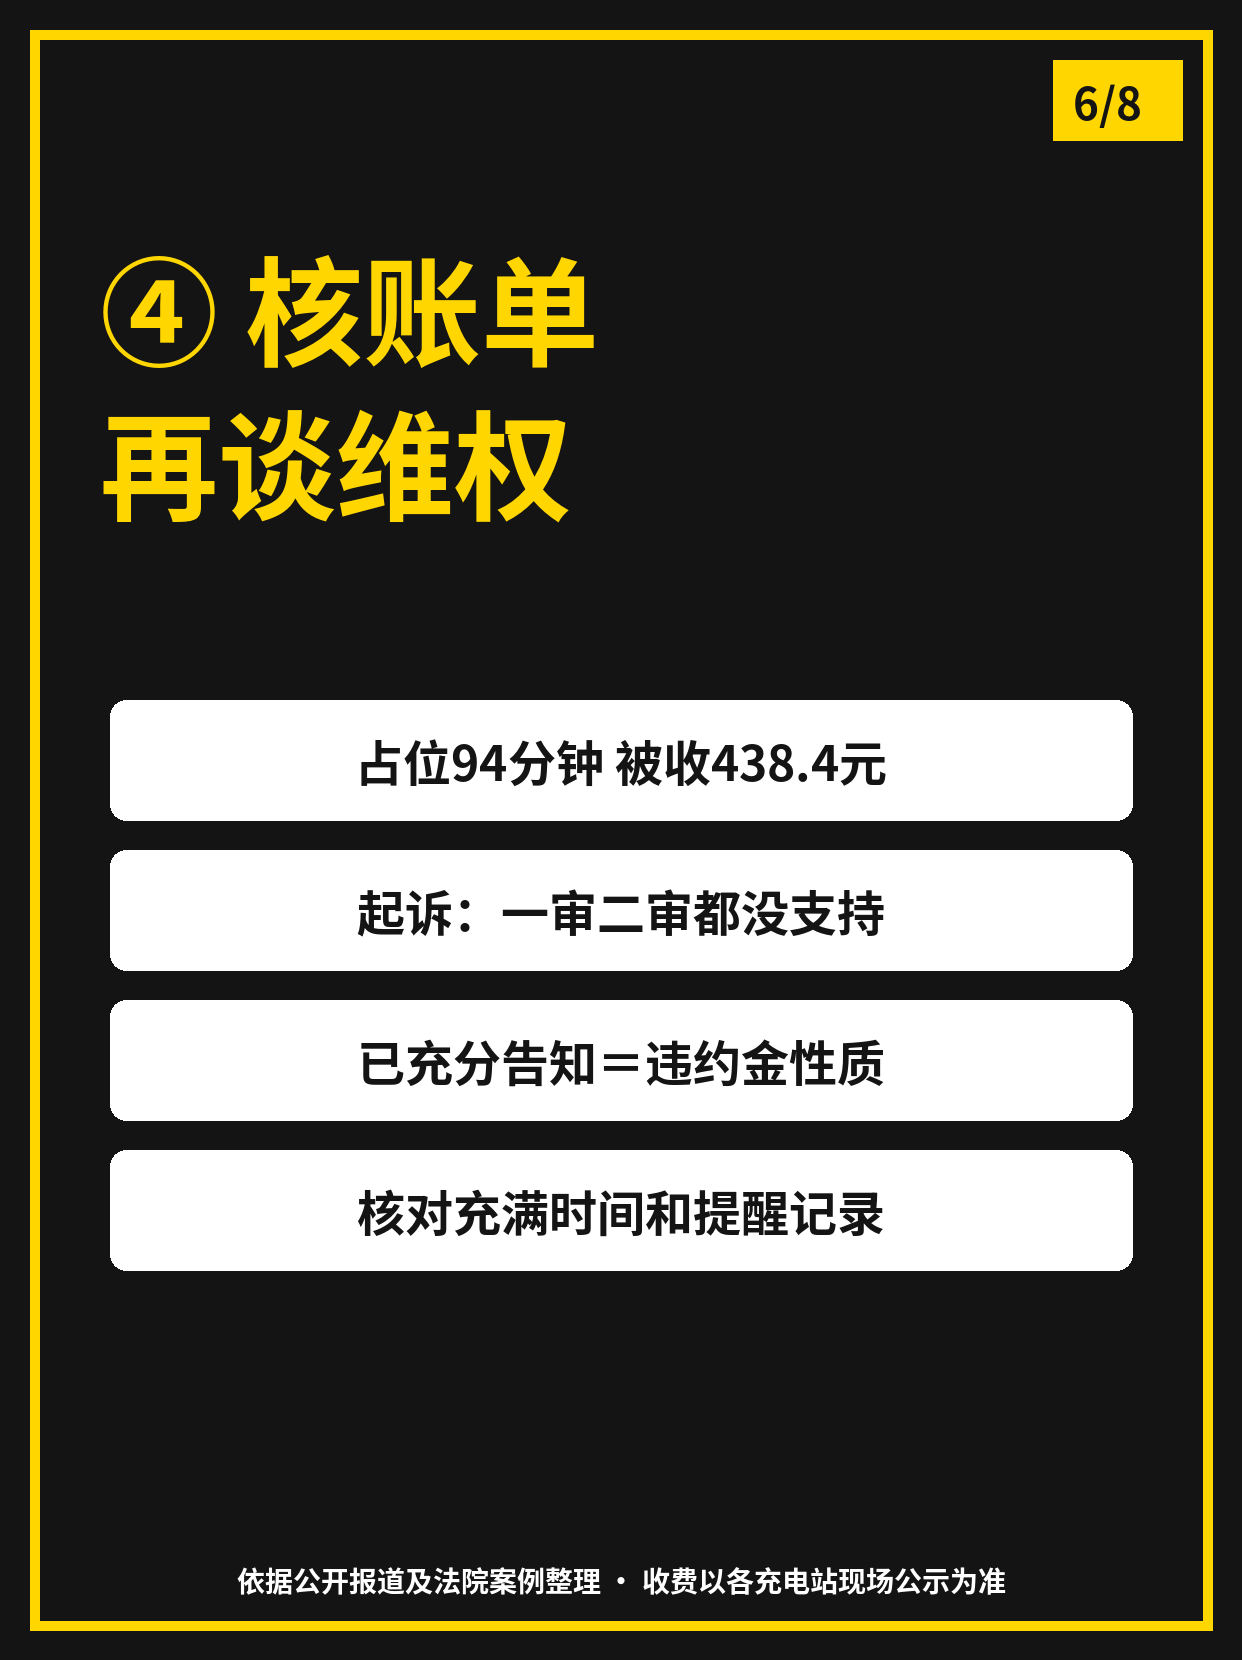 6/8
④ 核账单
再谈维权
占位94分钟 被收438.4元
起诉：一审二审都没支持
已充分告知＝违约金性质
核对充满时间和提醒记录
依据公开报道及法院案例整理 · 收费以各充电站现场公示为准